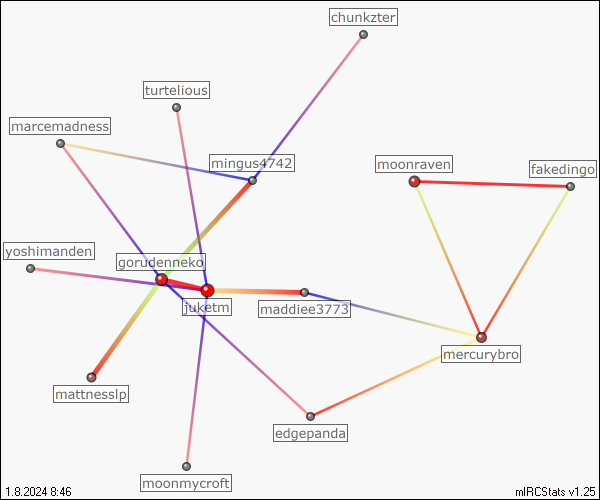 chunkzter
turtelious
marcemadness
mingus4742
moonraven
fakedingo
yoshimanden
gorudenneko
juketm
maddiee3773
mercurybro
mattnesslp
edgepanda
moonmycroft
1.8.2024 8:46
mIRCStats v1.25